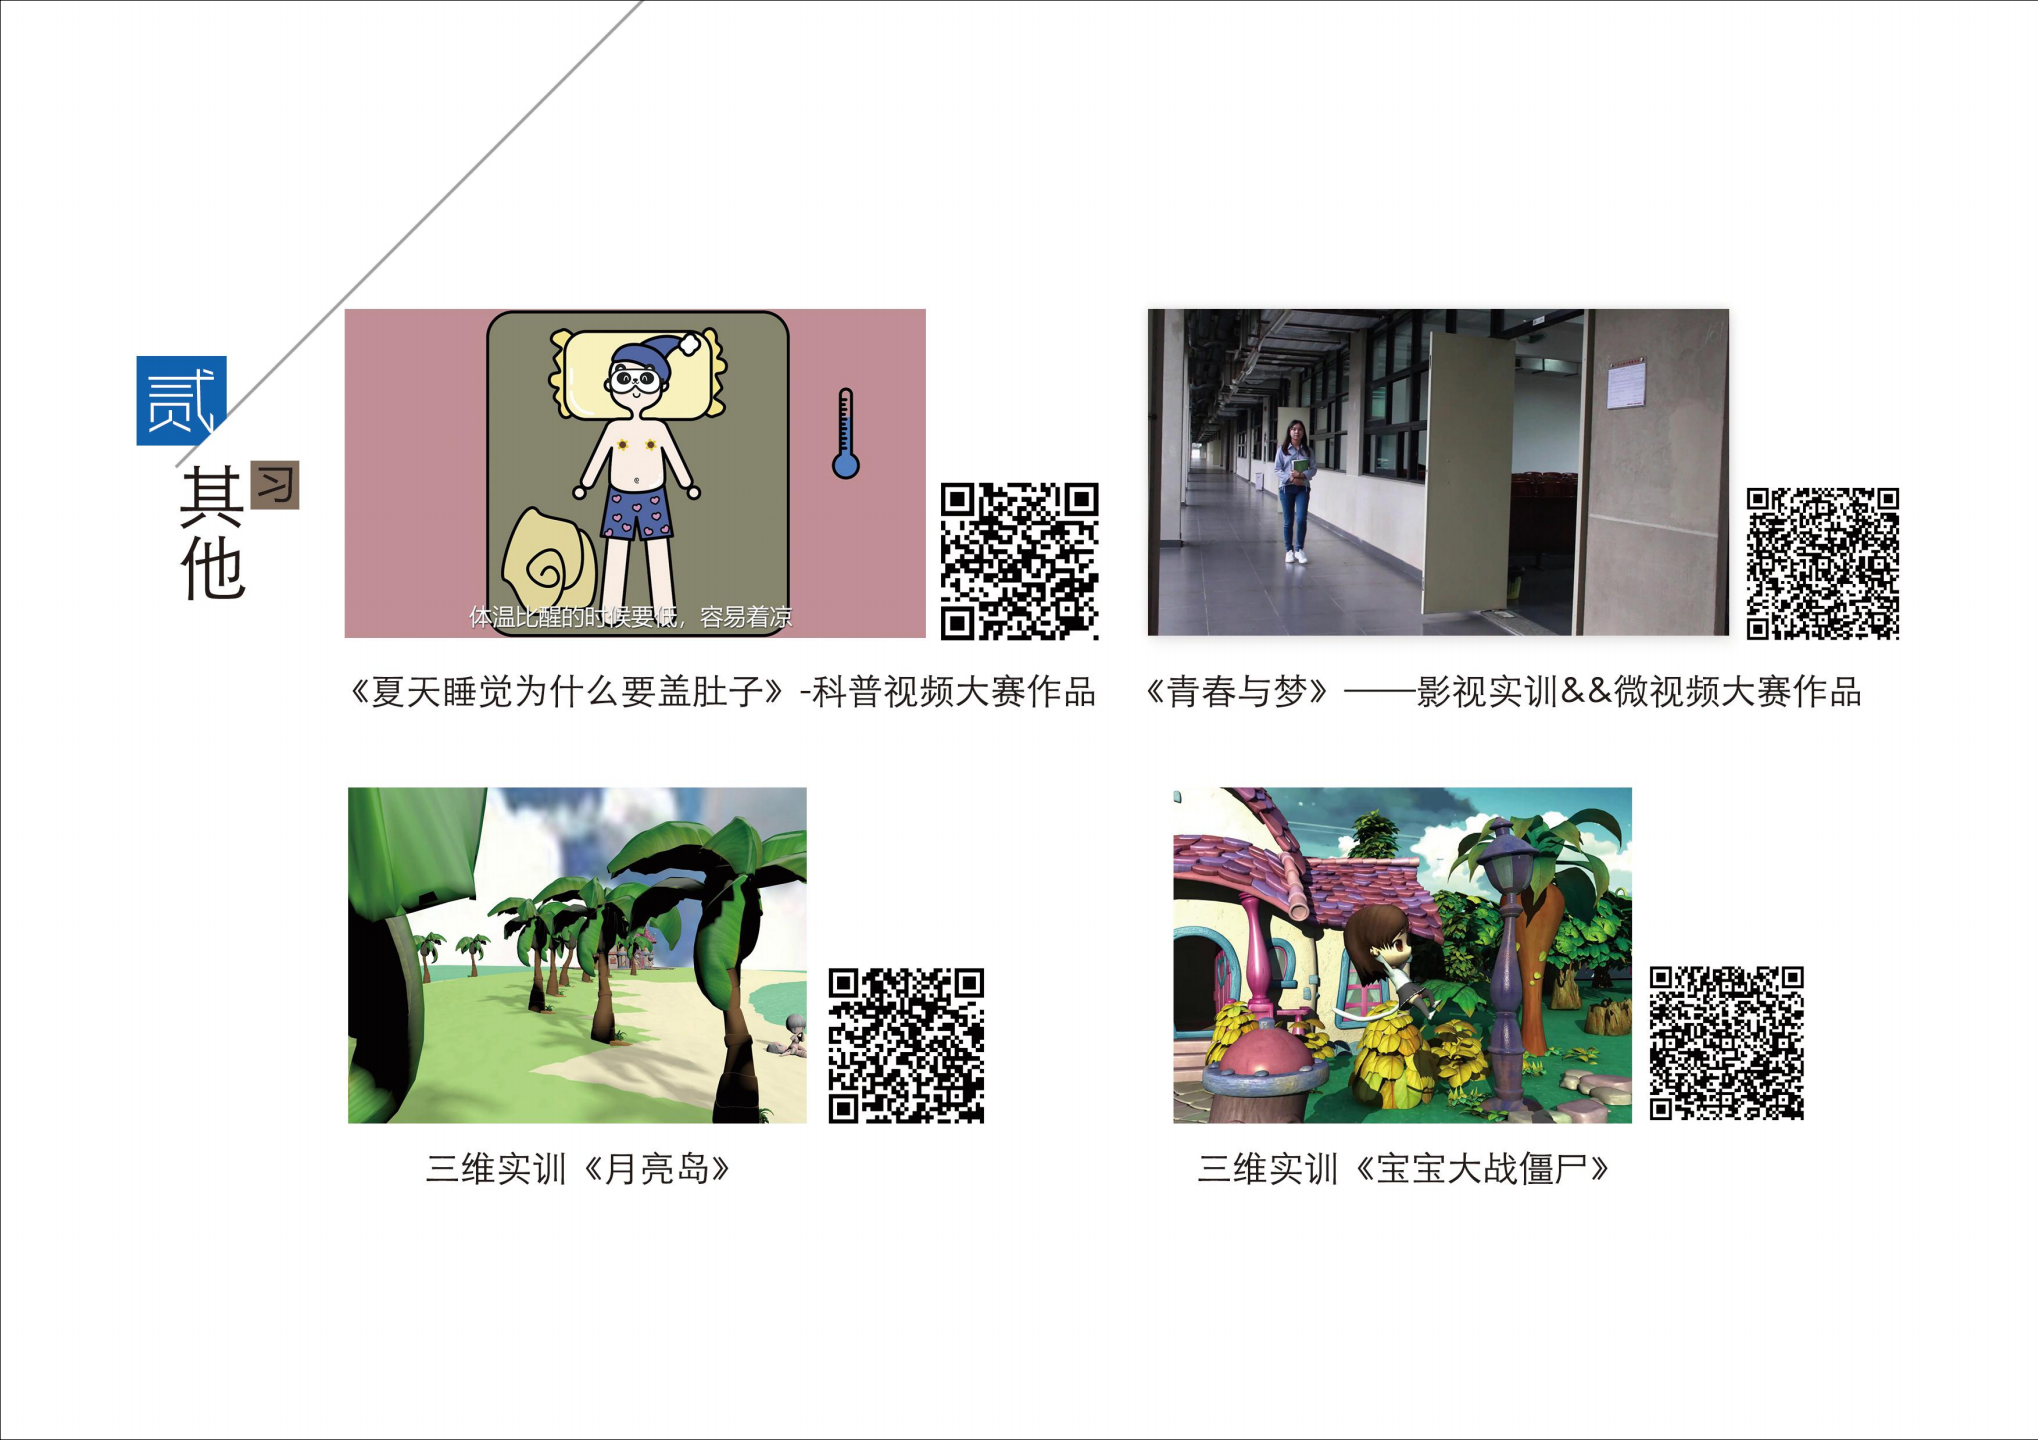 贰
习
其他
体温比醒的时候要低，容易着凉
《夏天睡觉为什么要盖肚子》-科普视频大赛作品
《青春与梦》——影视实训&&微视频大赛作品
三维实训《月亮岛》
三维实训《宝宝大战僵尸》